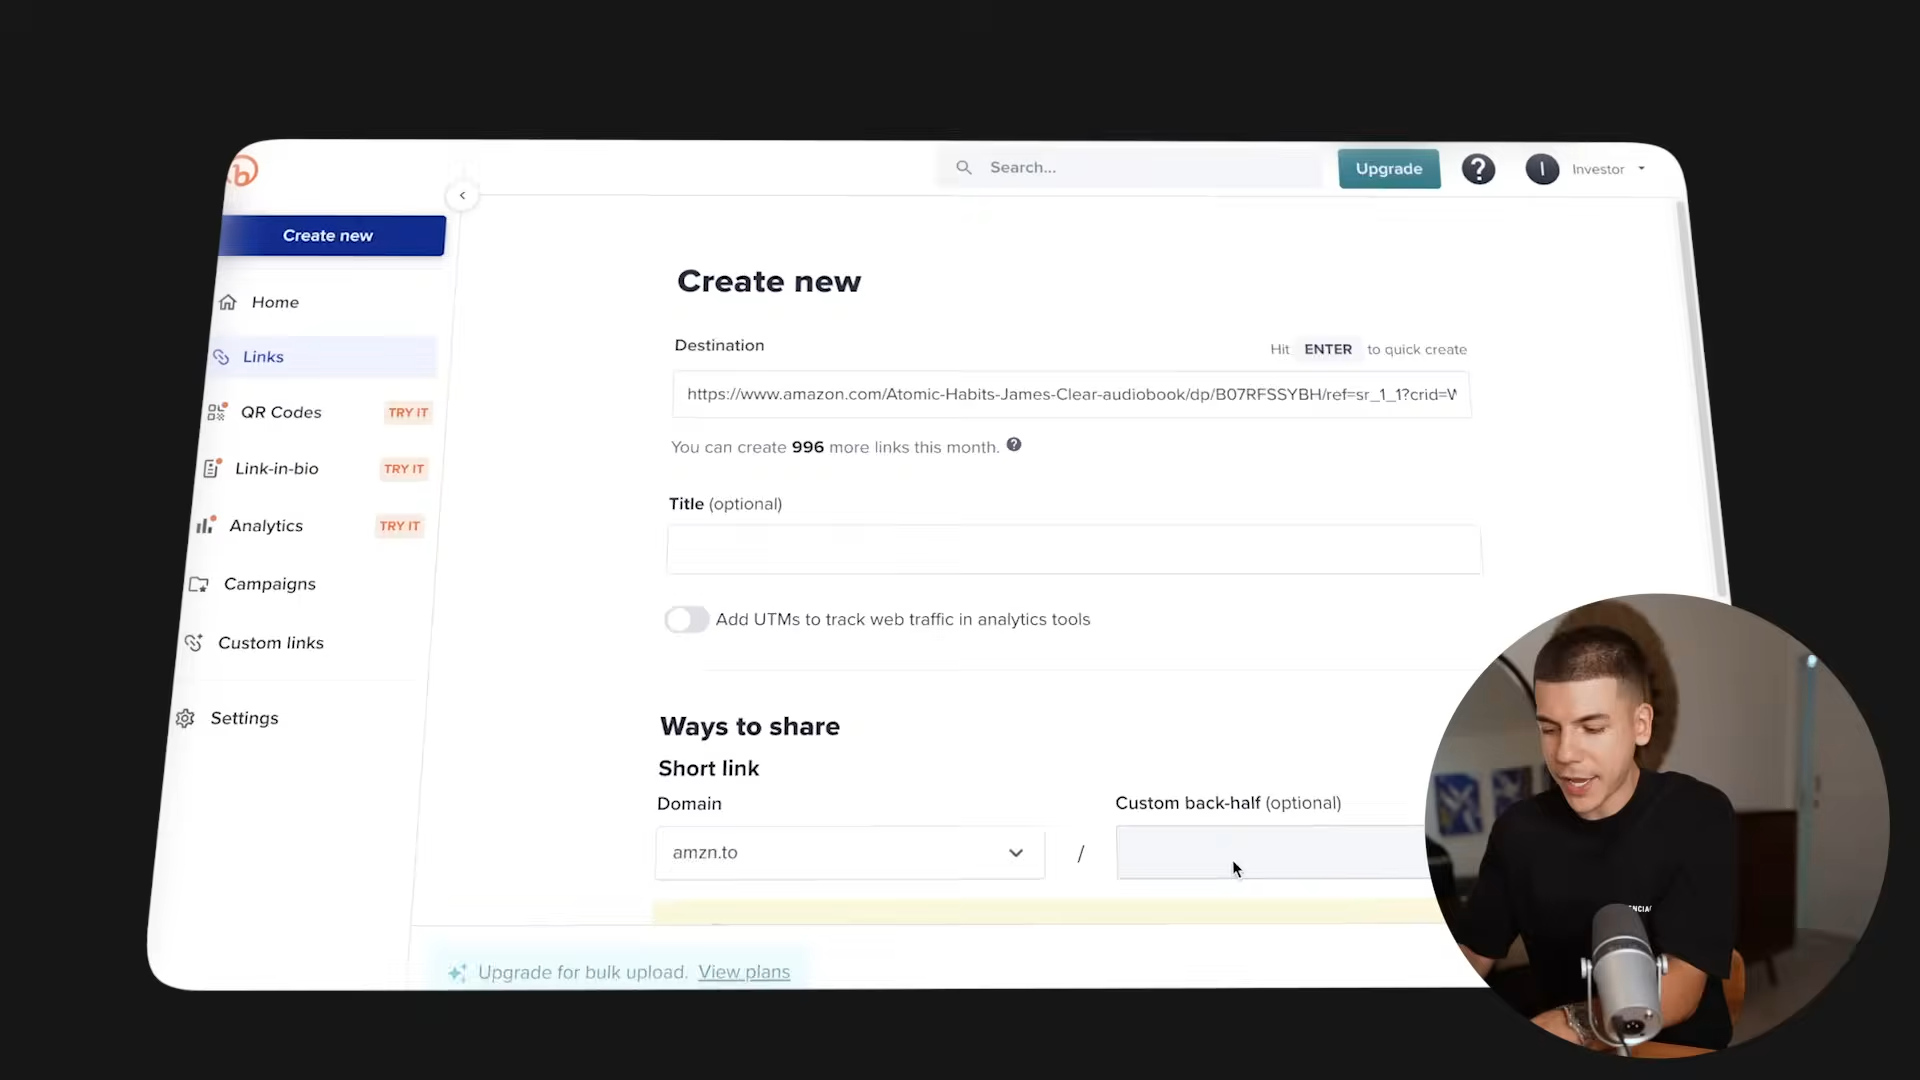 b
Search...
Upgrade
?
I
Investor
Create new
Home
Links
QR Codes
TRY IT
Link-in-bio
TRY IT
Analytics
TRY IT
Campaigns
Custom links
Settings
Create new
Destination
Hit ENTER to quick create
https://www.amazon.com/Atomic-Habits-James-Clear-audiobook/dp/B07RFSSYBH/ref=sr_1_1?crid=W
You can create 996 more links this month. ?
Title (optional)
Add UTMs to track web traffic in analytics tools
Ways to share
Short link
Domain
Custom back-half (optional)
amzn.to
/
Upgrade for bulk upload. View plans